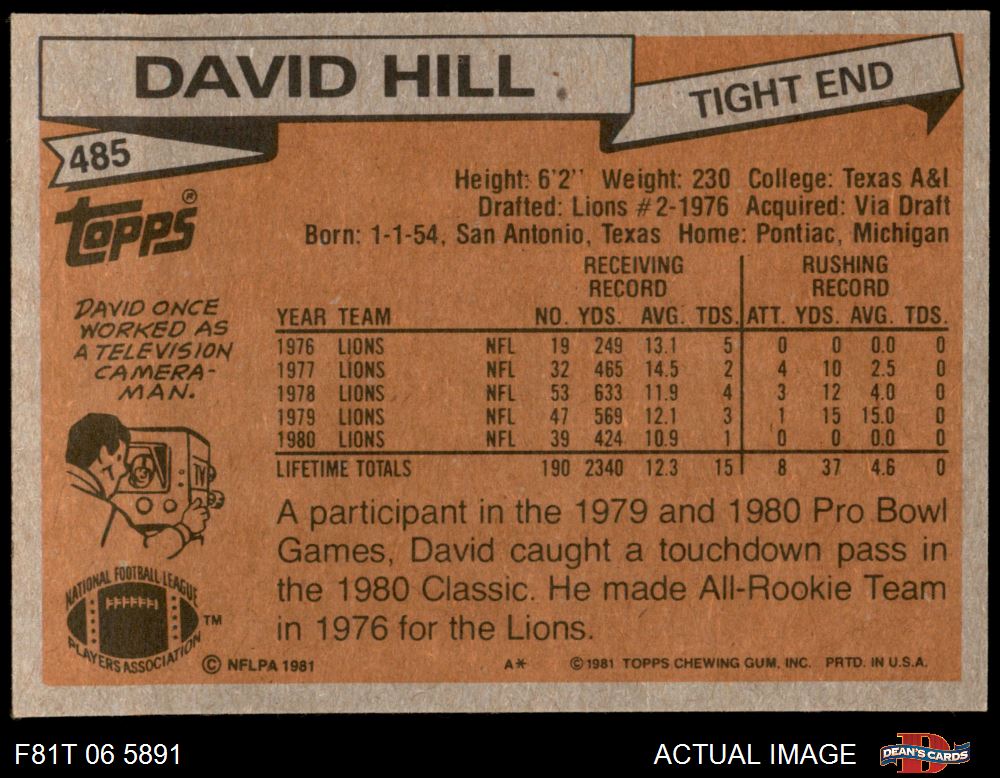 DAVID HILL
TIGHT END
485
TOPPS®
Height: 6'2'' Weight: 230 College: Texas A&I
Drafted: Lions #2-1976 Acquired: Via Draft
Born: 1-1-54, San Antonio, Texas Home: Pontiac, Michigan
DAVID ONCE
WORKED AS
A TELEVISION
CAMERA-
MAN.
TV
RECEIVING RUSHING
RECORD RECORD
YEAR TEAM NO. YDS. AVG. TDS. ATT. YDS. AVG. TDS.
1976 LIONS NFL 19 249 13.1 5 0 0 0.0 0
1977 LIONS NFL 32 465 14.5 2 4 10 2.5 0
1978 LIONS NFL 53 633 11.9 4 3 12 4.0 0
1979 LIONS NFL 47 569 12.1 3 1 15 15.0 0
1980 LIONS NFL 39 424 10.9 1 0 0 0.0 0
LIFETIME TOTALS 190 2340 12.3 15 8 37 4.6 0
A participant in the 1979 and 1980 Pro Bowl
Games, David caught a touchdown pass in
the 1980 Classic. He made All-Rookie Team
in 1976 for the Lions.
NATIONAL FOOTBALL LEAGUE
PLAYERS ASSOCIATION
TM
© NFLPA 1981 A* © 1981 TOPPS CHEWING GUM, INC. PRTD. IN U.S.A.
F81T 06 5891 ACTUAL IMAGE
D
DEAN'S CARDS